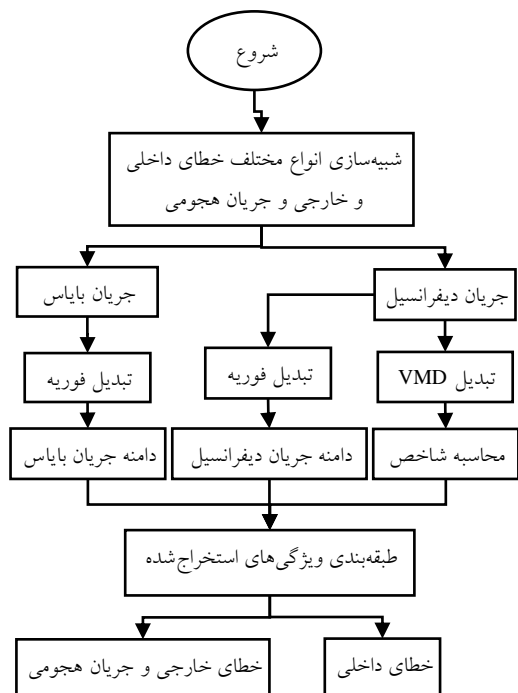 شروع
شبیه‌سازی انواع مختلف خطای داخلی
و خارجی و جریان هجومی
جریان دیفرانسیل
جریان بایاس
تبدیل VMD
تبدیل فوریه
تبدیل فوریه
محاسبه شاخص
دامنه جریان دیفرانسیل
دامنه جریان بایاس
طبقه‌بندی ویژگی‌های استخراج‌شده
خطای داخلی
خطای خارجی و جریان هجومی